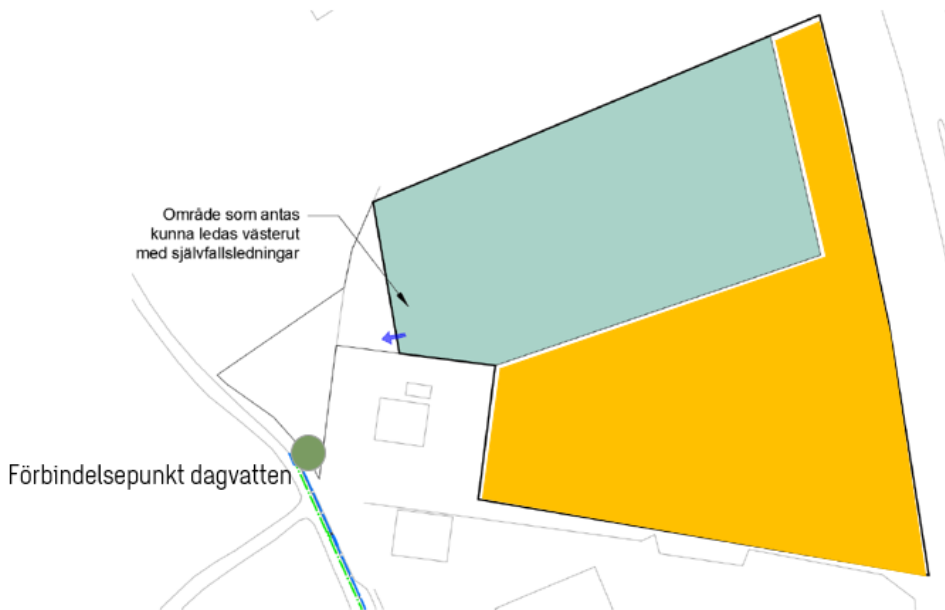 Område som antas
kunna ledas västerut
med självfallsledningar
Förbindelsepunkt dagvatten